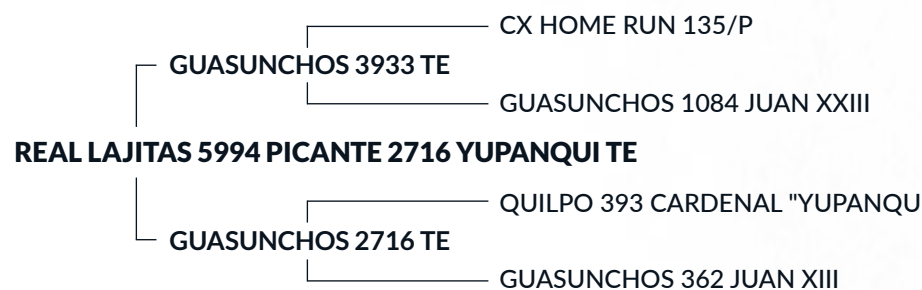 CX HOME RUN 135/P
GUASUNCHOS 3933 TE
GUASUNCHOS 1084 JUAN XXIII
REAL LAJITAS 5994 PICANTE 2716 YUPANQUI TE
QUILPO 393 CARDENAL "YUPANQU
GUASUNCHOS 2716 TE
GUASUNCHOS 362 JUAN XIII